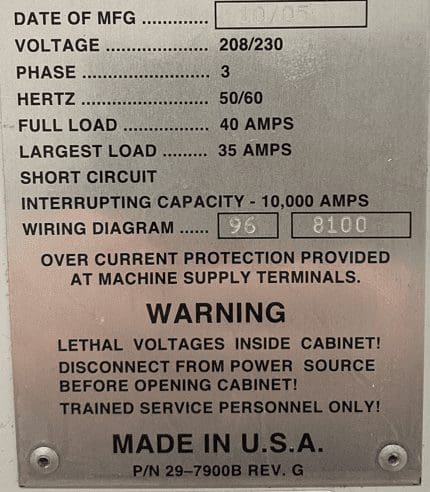 DATE OF MFG ............ 10/05
VOLTAGE ................... 208/230
PHASE ....................... 3
HERTZ ....................... 50/60
FULL LOAD ............... 40 AMPS
LARGEST LOAD ......... 35 AMPS
SHORT CIRCUIT
INTERRUPTING CAPACITY - 10,000 AMPS
WIRING DIAGRAM ...... 96 8100
OVER CURRENT PROTECTION PROVIDED
AT MACHINE SUPPLY TERMINALS.
WARNING
LETHAL VOLTAGES INSIDE CABINET!
DISCONNECT FROM POWER SOURCE
BEFORE OPENING CABINET!
TRAINED SERVICE PERSONNEL ONLY!
MADE IN U.S.A.
P/N 29–7900B REV. G